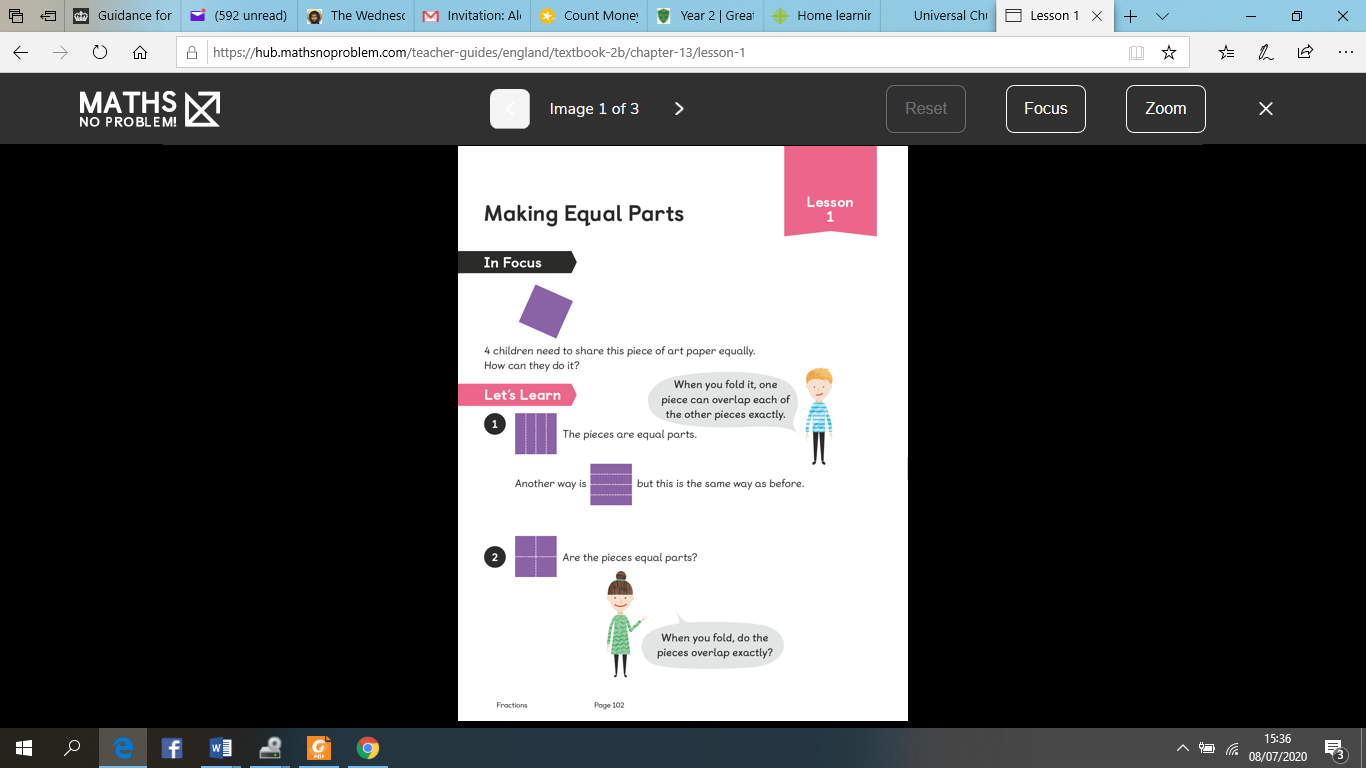 Guidance for
(592 unread)
The Wednesd
Invitation: Al
Count Money
Year 2 | Great
Home learnin
Universal Chu
Lesson 1
https://hub.mathsnoproblem.com/teacher-guides/england/textbook-2b/chapter-13/lesson-1
MATHS
NO PROBLEM!
Image 1 of 3
Reset
Focus
Zoom
Lesson
1
Making Equal Parts
In Focus
4 children need to share this piece of art paper equally.
How can they do it?
Let's Learn
When you fold it, one
piece can overlap each of
the other pieces exactly.
1
The pieces are equal parts.
Another way is
but this is the same way as before.
2
Are the pieces equal parts?
When you fold, do the
pieces overlap exactly?
Fractions
Page 102
15:36
08/07/2020
3